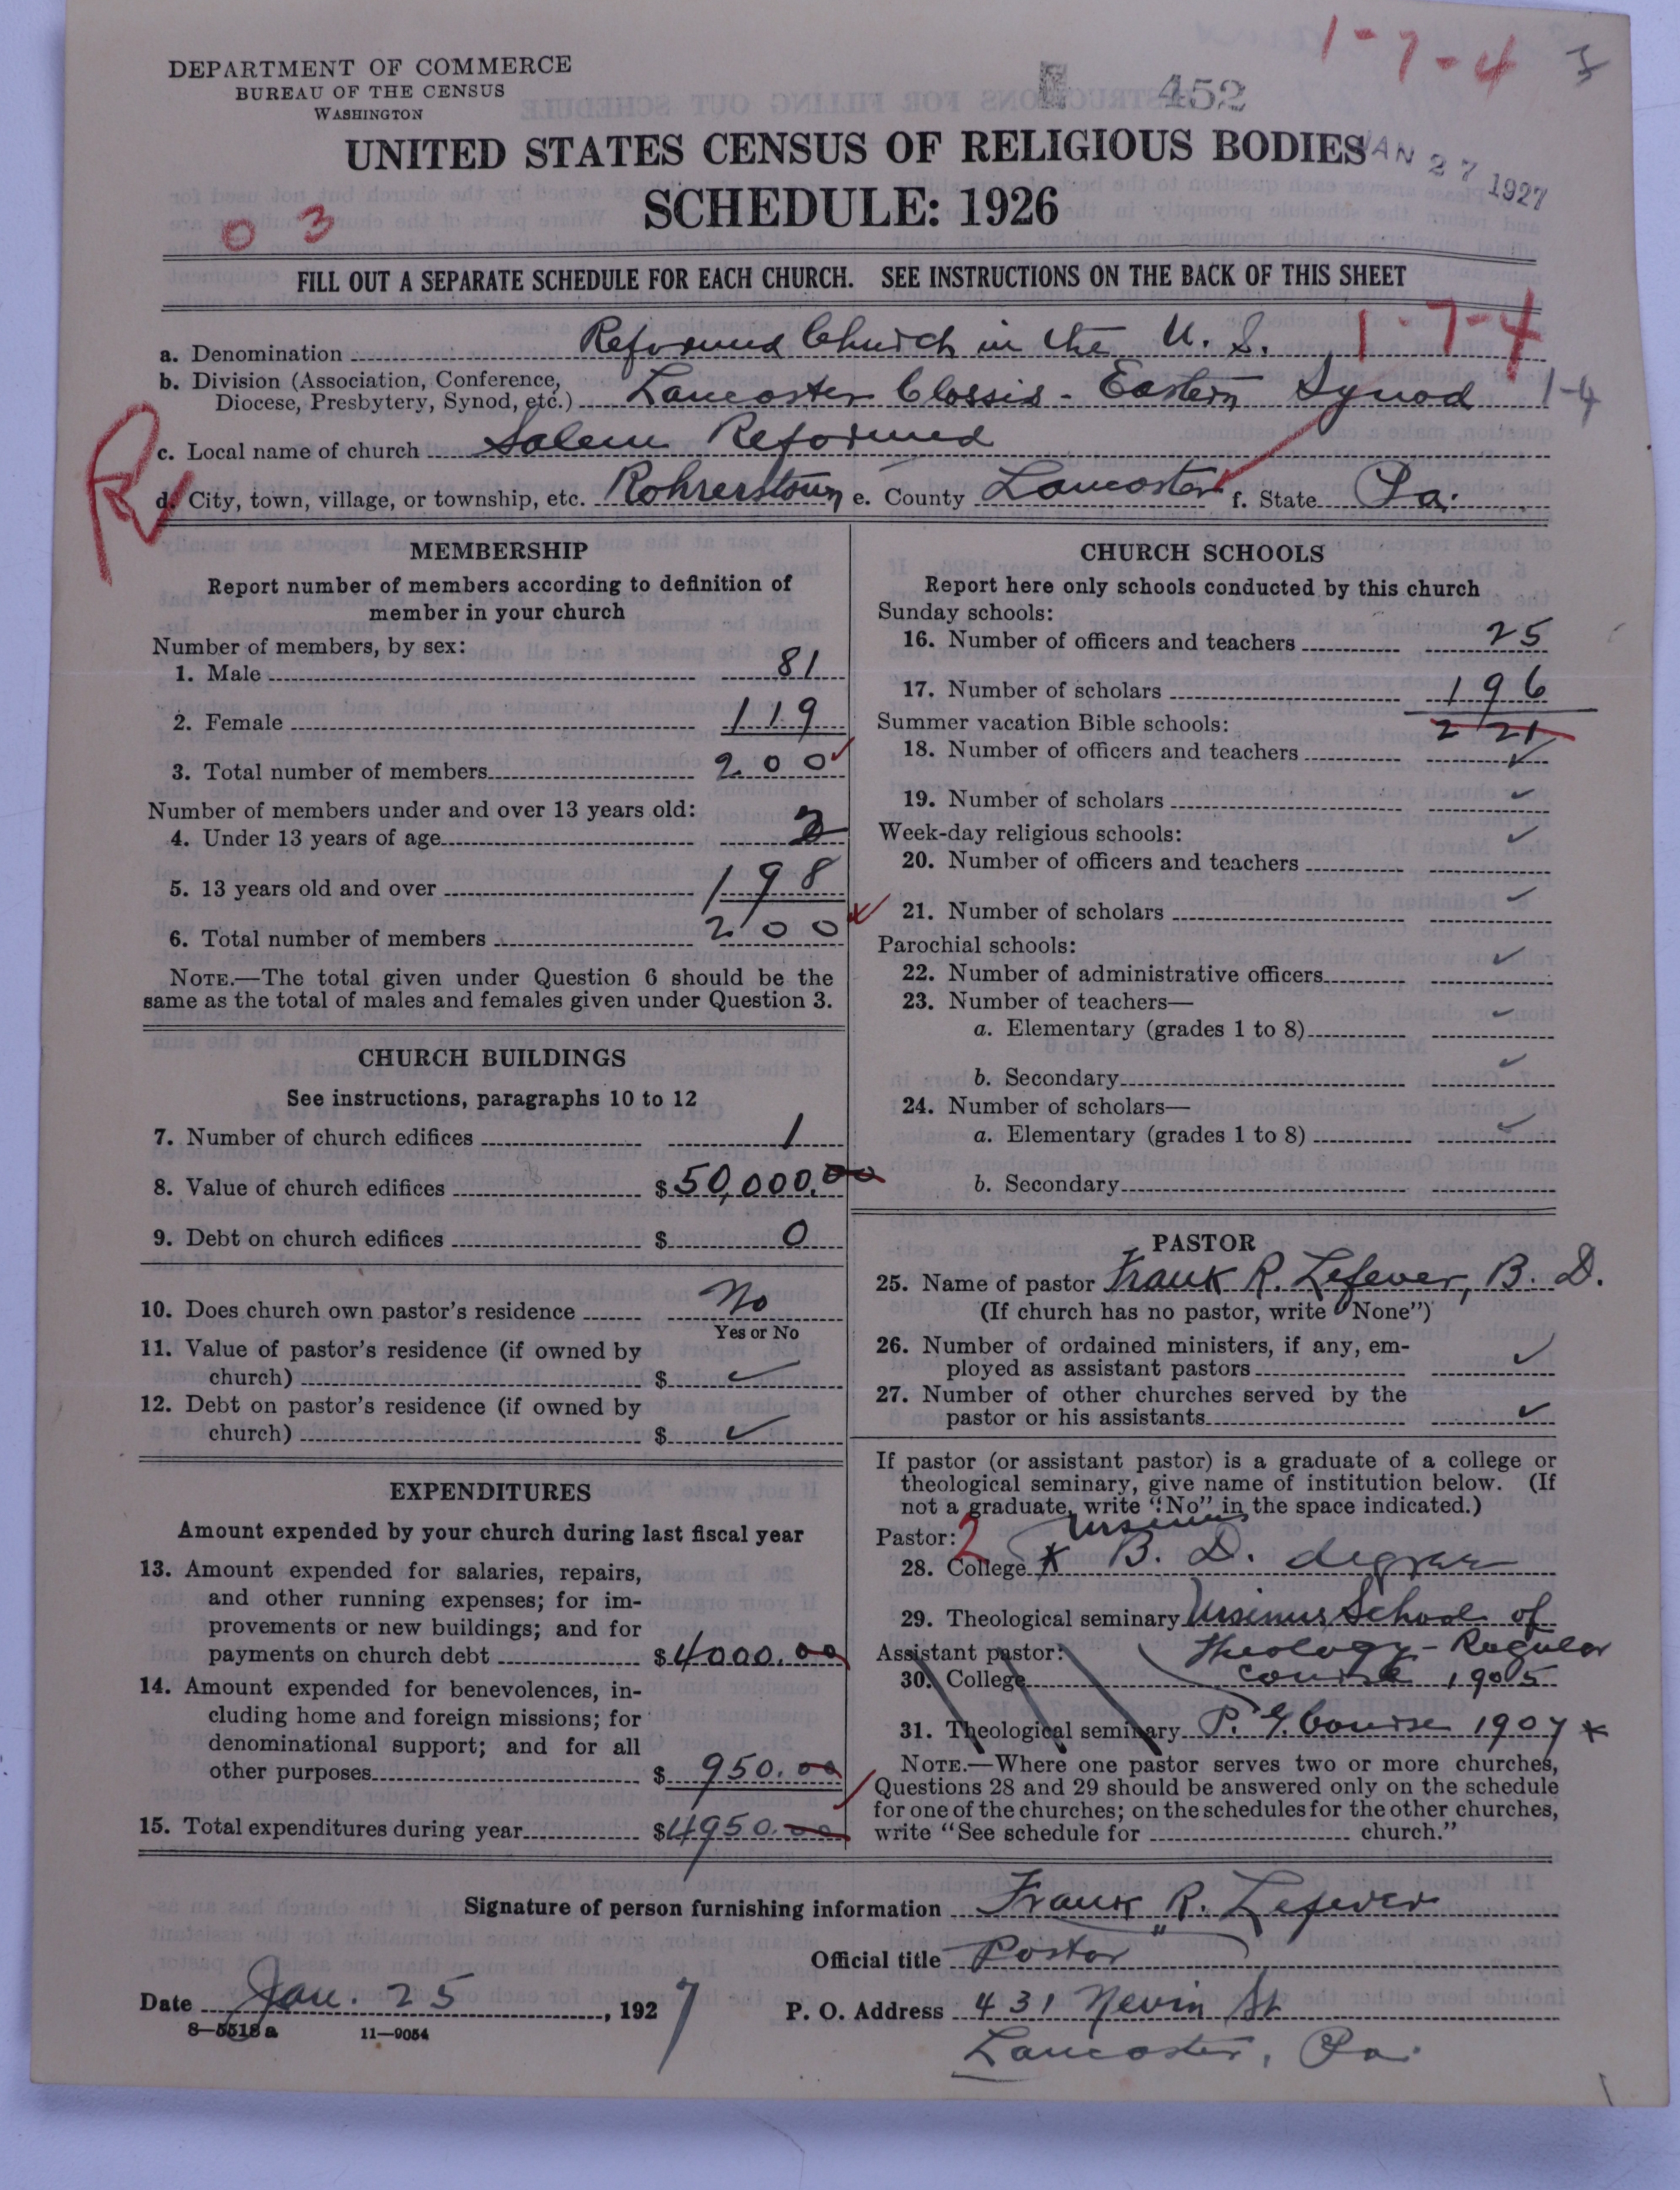 1-7-4
DEPARTMENT OF COMMERCE
BUREAU OF THE CENSUS
WASHINGTON
452
UNITED STATES CENSUS OF RELIGIOUS BODIES
JAN 27 1927
SCHEDULE: 1926
0 3
FILL OUT A SEPARATE SCHEDULE FOR EACH CHURCH. SEE INSTRUCTIONS ON THE BACK OF THIS SHEET
a. Denomination Reformed Church in the U. S. 1-7-4
b. Division (Association, Conference,
Diocese, Presbytery, Synod, etc.) Lancaster Classis - Eastern Synod 1-4
c. Local name of church Salem Reformed
d. City, town, village, or township, etc. Rohrerstown e. County Lancaster f. State Pa.
MEMBERSHIP
Report number of members according to definition of
member in your church
Number of members, by sex:
1. Male 81
2. Female 119
3. Total number of members 200
Number of members under and over 13 years old:
4. Under 13 years of age 2
5. 13 years old and over 198
6. Total number of members 200
NOTE.—The total given under Question 6 should be the
same as the total of males and females given under Question 3.
CHURCH BUILDINGS
See instructions, paragraphs 10 to 12
7. Number of church edifices 1
8. Value of church edifices $50,000.00
9. Debt on church edifices $ 0
10. Does church own pastor's residence No
Yes or No
11. Value of pastor's residence (if owned by
church) $ ✓
12. Debt on pastor's residence (if owned by
church) $ ✓
EXPENDITURES
Amount expended by your church during last fiscal year
13. Amount expended for salaries, repairs,
and other running expenses; for im-
provements or new buildings; and for
payments on church debt $4000.00
14. Amount expended for benevolences, in-
cluding home and foreign missions; for
denominational support; and for all
other purposes $ 950.00
15. Total expenditures during year $4950.00
CHURCH SCHOOLS
Report here only schools conducted by this church
Sunday schools:
16. Number of officers and teachers 25
17. Number of scholars 196
Summer vacation Bible schools: 221
18. Number of officers and teachers ✓
19. Number of scholars ✓
Week-day religious schools:
20. Number of officers and teachers ✓
21. Number of scholars ✓
Parochial schools:
22. Number of administrative officers ✓
23. Number of teachers—
a. Elementary (grades 1 to 8) ✓
b. Secondary ✓
24. Number of scholars—
a. Elementary (grades 1 to 8) ✓
b. Secondary
PASTOR
25. Name of pastor Frank R. Lefever, B. D.
(If church has no pastor, write "None")
26. Number of ordained ministers, if any, em-
ployed as assistant pastors ✓
27. Number of other churches served by the
pastor or his assistants ✓
If pastor (or assistant pastor) is a graduate of a college or
theological seminary, give name of institution below. (If
not a graduate, write "No" in the space indicated.)
Pastor: 2 Ursinus
28. College * B. D. degree
29. Theological seminary Ursinus School of
Assistant pastor: Theology - Regular
30. College course 1905
31. Theological seminary P. G. Course 1907 *
NOTE.—Where one pastor serves two or more churches,
Questions 28 and 29 should be answered only on the schedule
for one of the churches; on the schedules for the other churches,
write "See schedule for church."
Signature of person furnishing information Frank R. Lefever
Official title Pastor
Date Jan. 25, 1927 P. O. Address 431 Nevin St
8—5518a 11—9054
Lancaster, Pa.